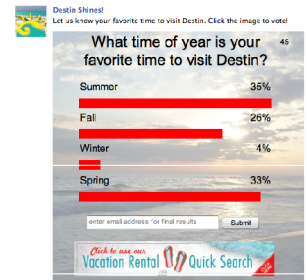 Destin Shines!
Let us know your favorite time to visit Destin. Click the image to vote!
What time of year is your 45
favorite time to visit Destin?
Summer 35%
Fall 26%
Winter 4%
Spring 33%
enter email address *for final results Submit
Click to use our
Vacation Rental Quick Search